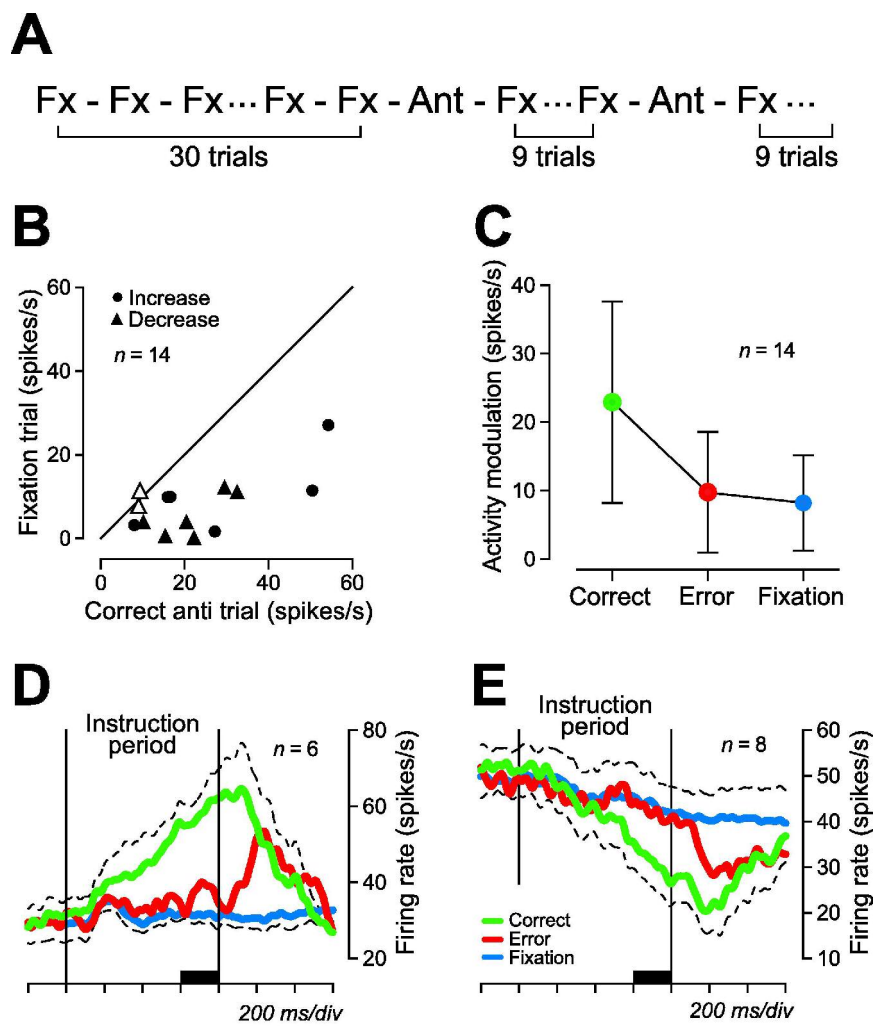 A
Fx - Fx - Fx... Fx - Fx - Ant - Fx...Fx - Ant - Fx...
30 trials
9 trials
9 trials
B
Fixation trial (spikes/s)
60
40
20
0
Increase
Decrease
n = 14
0
20
40
60
Correct anti trial (spikes/s)
C
Activity modulation (spikes/s)
40
30
20
10
0
n = 14
Correct
Error
Fixation
D
Instruction
period
n = 6
80
60
40
20
Firing rate (spikes/s)
200 ms/div
E
Instruction
period
n = 8
60
50
40
30
20
10
Firing rate (spikes/s)
Correct
Error
Fixation
200 ms/div